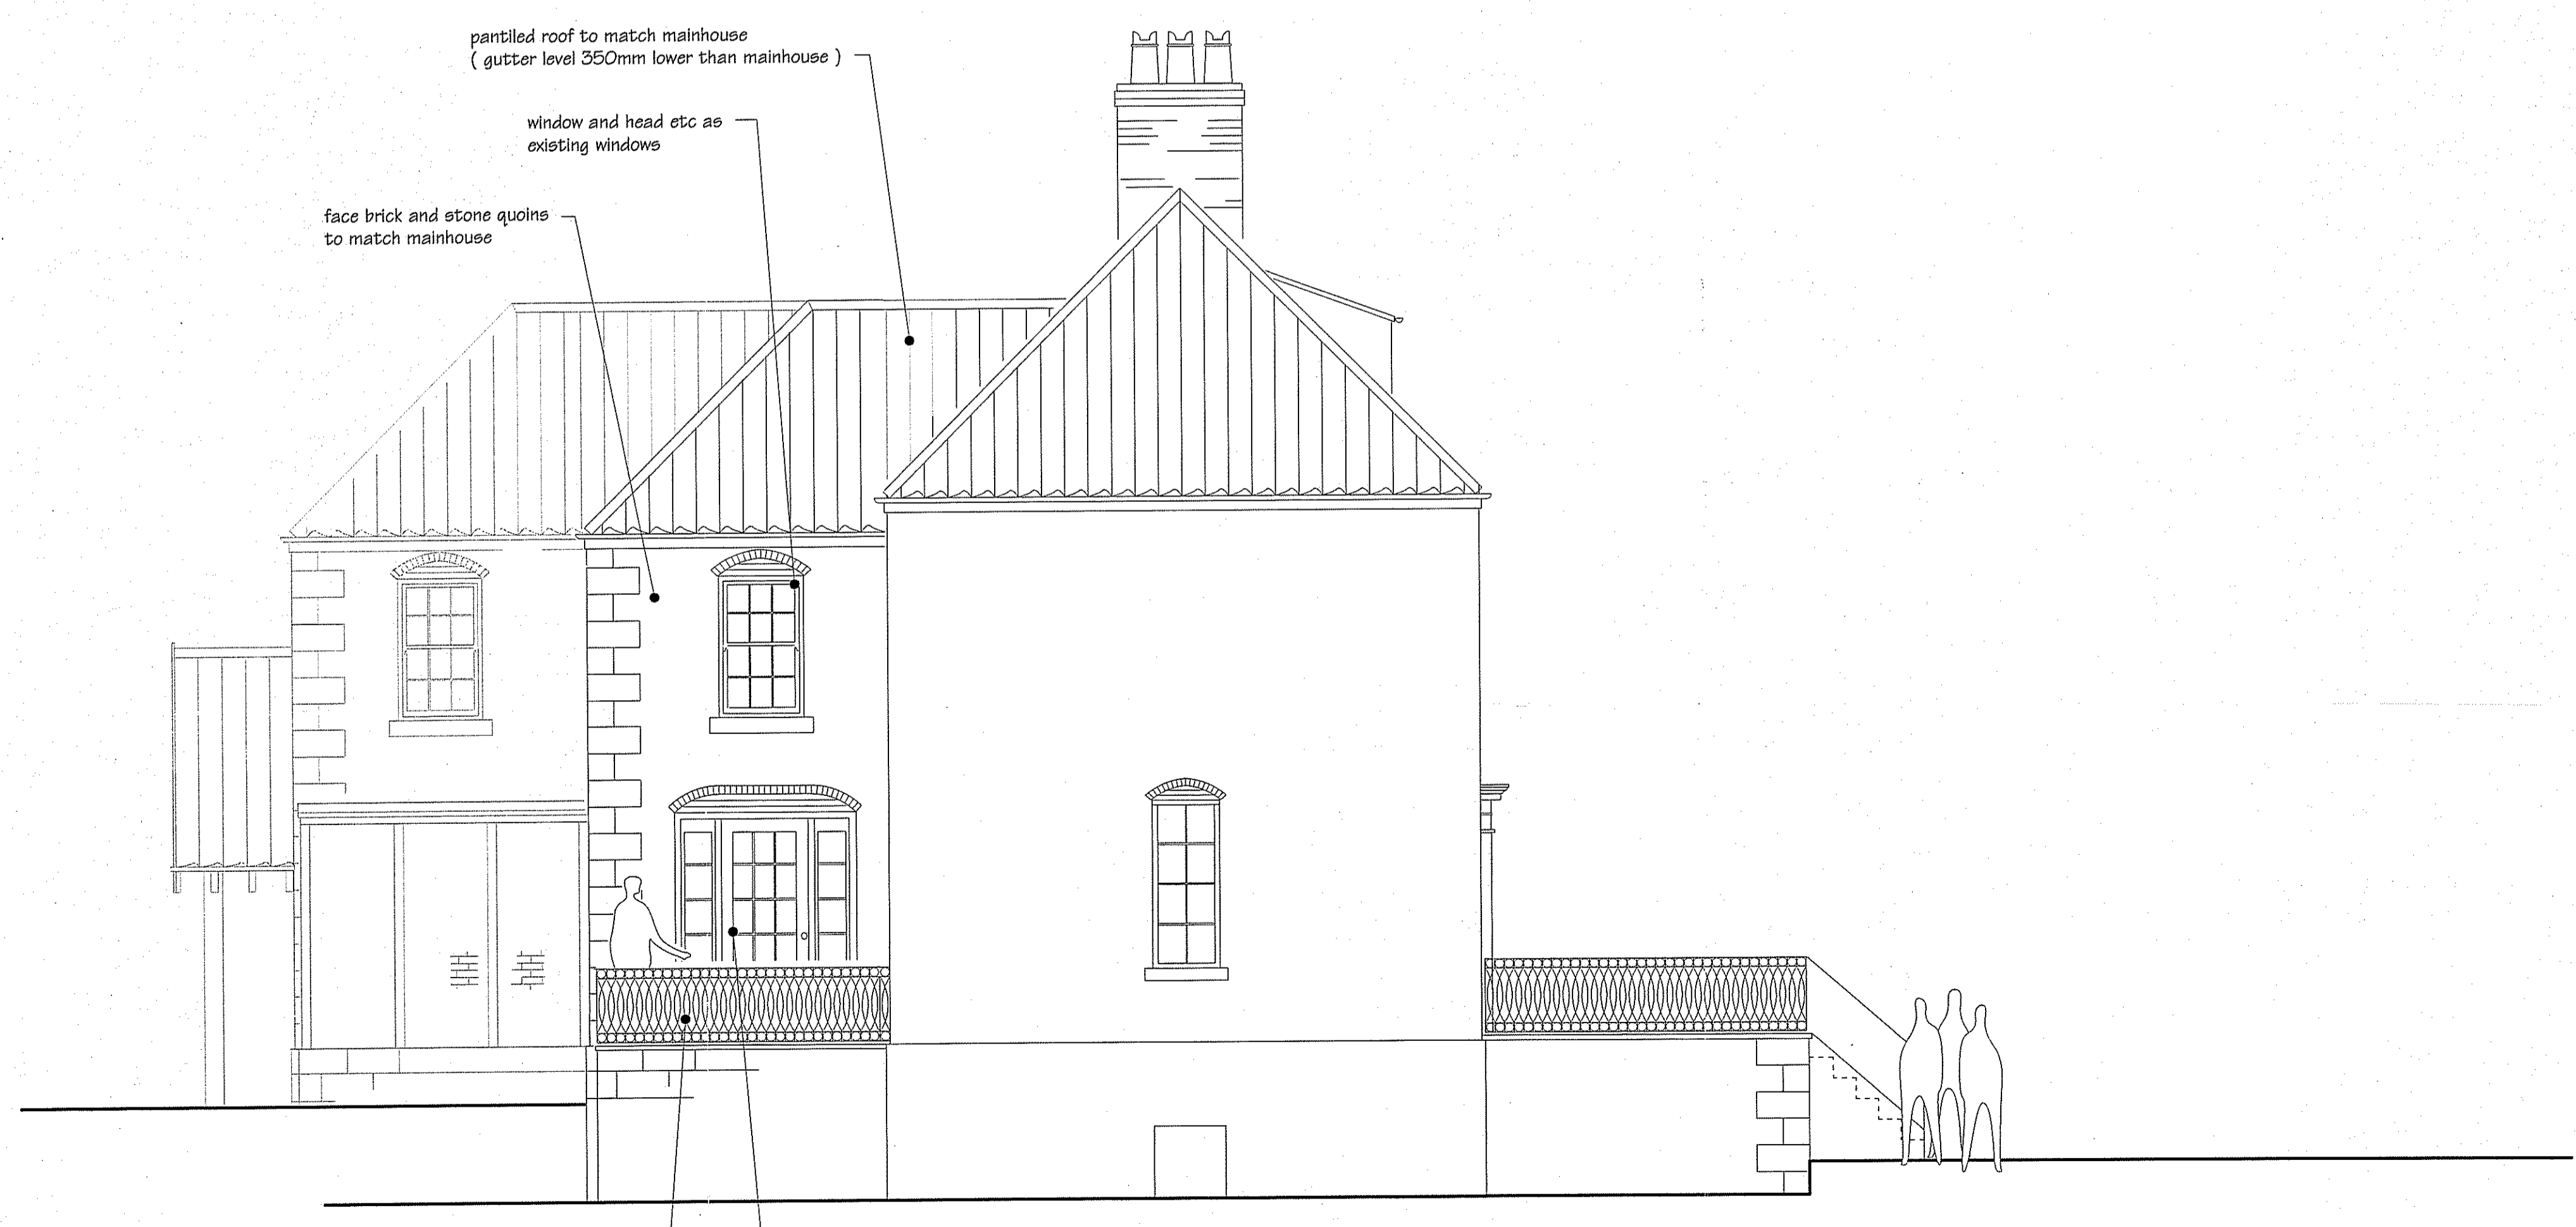 pantiled roof to match mainhouse
( gutter level 350mm lower than mainhouse )
window and head etc as
existing windows
face brick and stone quoins
to match mainhouse